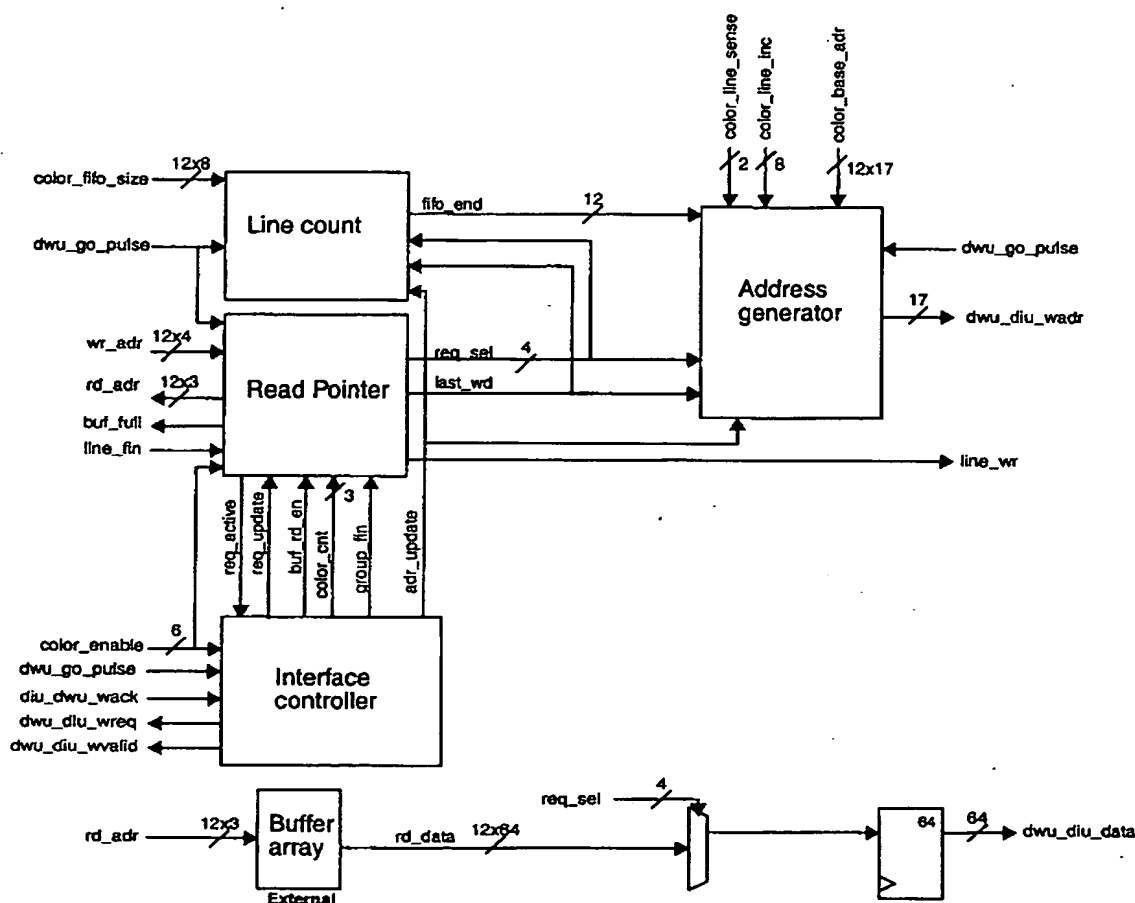 color_line_sense
color_line_inc
color_base_adr
2
8
12x17
color_fifo_size
12x8
Line count
fifo_end
12
dwu_go_pulse
dwu_go_pulse
Address
generator
17
dwu_diu_wadr
wr_adr
12x4
rd_adr
12x3
buf_full
line_fin
Read Pointer
req_sel
4
last_wd
line_wr
3
req_active
req_update
buf_rd_en
color_cnt
group_fin
adr_update
color_enable
6
dwu_go_pulse
diu_dwu_wack
dwu_diu_wreq
dwu_diu_wvalid
Interface
controller
req_sel
4
rd_adr
12x3
Buffer
array
External
rd_data
12x64
64
64
dwu_diu_data